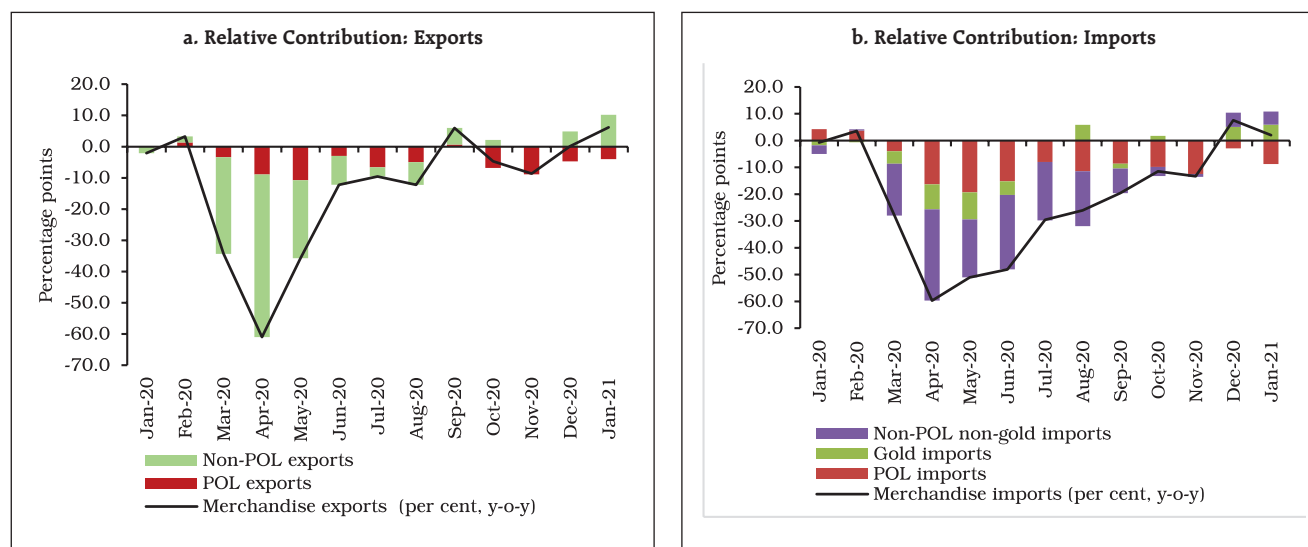 a. Relative Contribution: Exports
Percentage points
20.0
10.0
0.0
-10.0
-20.0
-30.0
-40.0
-50.0
-60.0
-70.0
Jan-20
Feb-20
Mar-20
Apr-20
May-20
Jun-20
Jul-20
Aug-20
Sep-20
Oct-20
Nov-20
Dec-20
Jan-21
Non-POL exports
POL exports
Merchandise exports (per cent, y-o-y)
b. Relative Contribution: Imports
Percentage points
20.0
10.0
0.0
-10.0
-20.0
-30.0
-40.0
-50.0
-60.0
-70.0
Jan-20
Feb-20
Mar-20
Apr-20
May-20
Jun-20
Jul-20
Aug-20
Sep-20
Oct-20
Nov-20
Dec-20
Jan-21
Non-POL non-gold imports
Gold imports
POL imports
Merchandise imports (per cent, y-o-y)